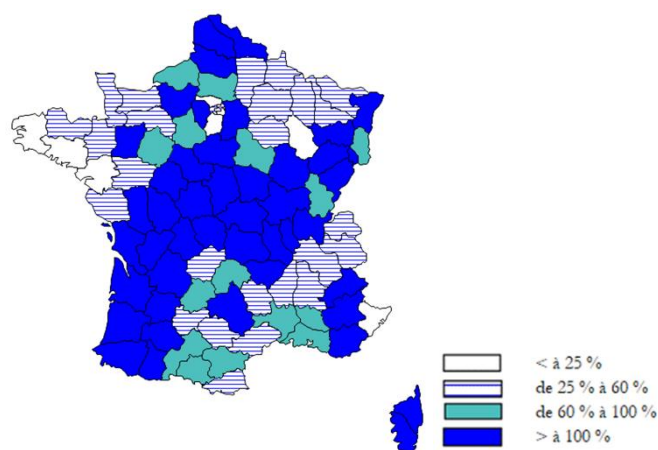 < à 25 %
de 25 % à 60 %
de 60 % à 100 %
> à 100 %